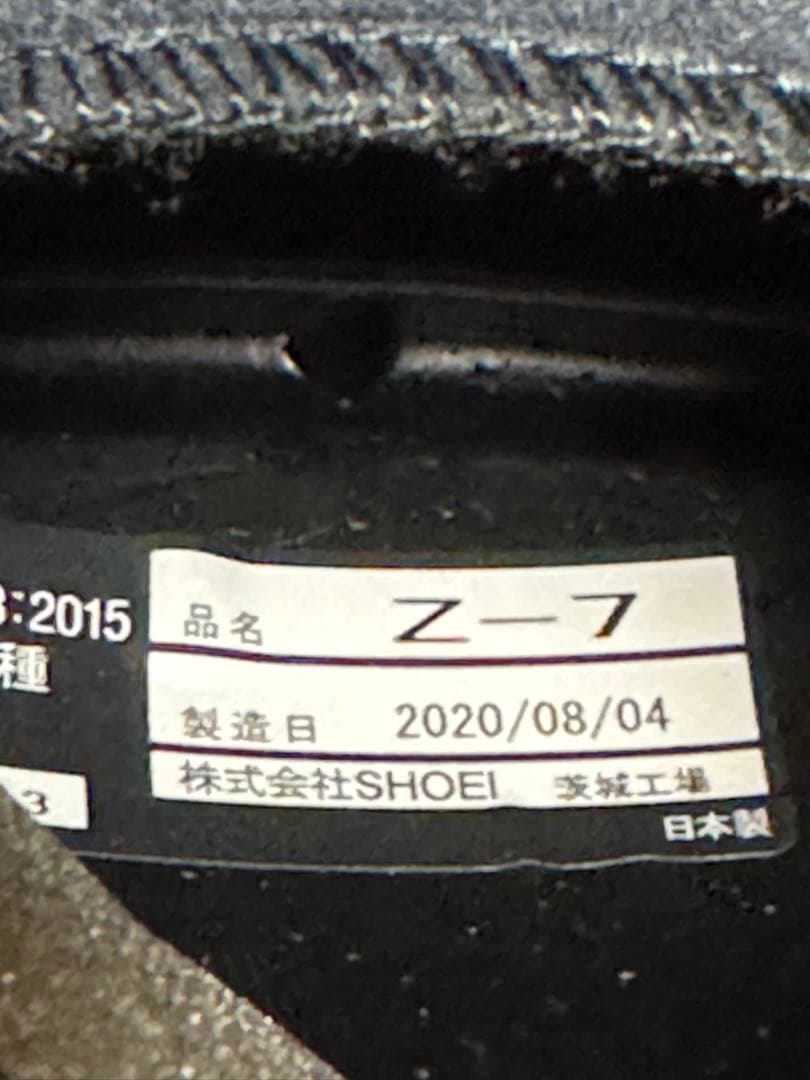 :2015
種
3
品名 Z-7
製造日 2020/08/04
株式会社SHOEI 茨城工場
日本製